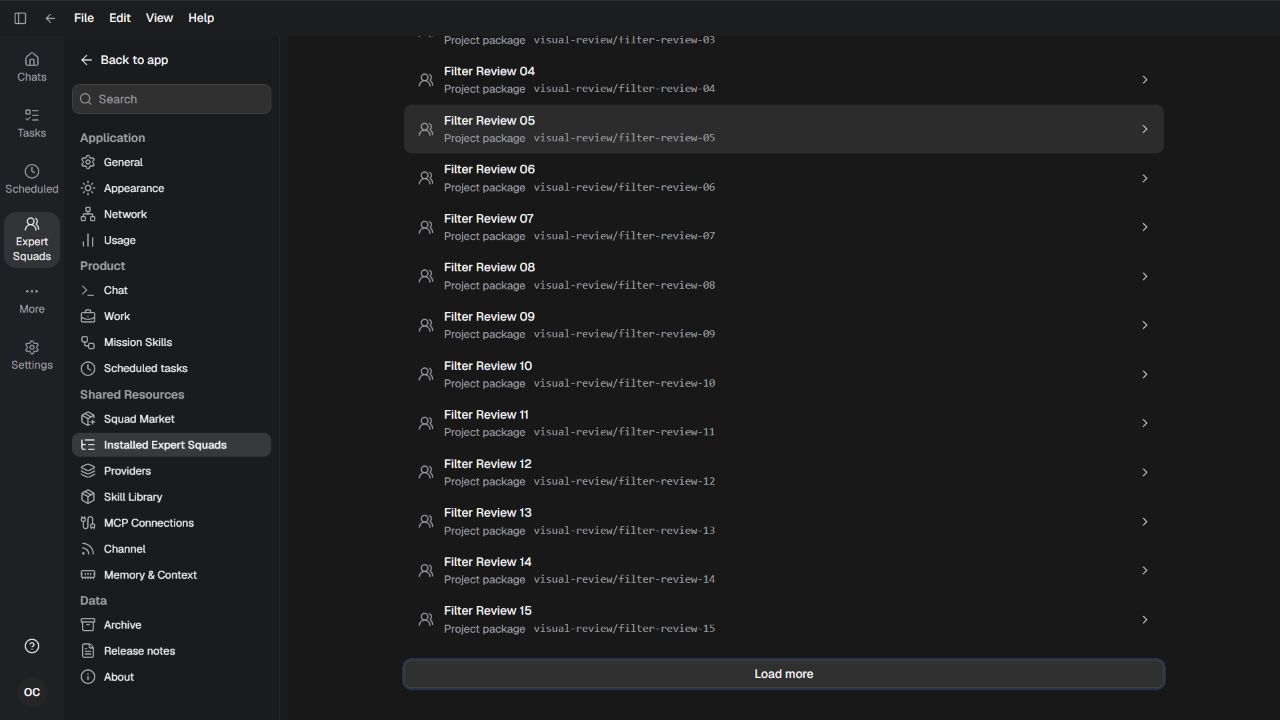 File Edit View Help
Chats
Tasks
Scheduled
Expert
Squads
More
Settings
OC
Back to app
Search
Application
General
Appearance
Network
Usage
Product
Chat
Work
Mission Skills
Scheduled tasks
Shared Resources
Squad Market
Installed Expert Squads
Providers
Skill Library
MCP Connections
Channel
Memory & Context
Data
Archive
Release notes
About
Project package visual-review/filter-review-03
Filter Review 04
Project package visual-review/filter-review-04
Filter Review 05
Project package visual-review/filter-review-05
Filter Review 06
Project package visual-review/filter-review-06
Filter Review 07
Project package visual-review/filter-review-07
Filter Review 08
Project package visual-review/filter-review-08
Filter Review 09
Project package visual-review/filter-review-09
Filter Review 10
Project package visual-review/filter-review-10
Filter Review 11
Project package visual-review/filter-review-11
Filter Review 12
Project package visual-review/filter-review-12
Filter Review 13
Project package visual-review/filter-review-13
Filter Review 14
Project package visual-review/filter-review-14
Filter Review 15
Project package visual-review/filter-review-15
Load more